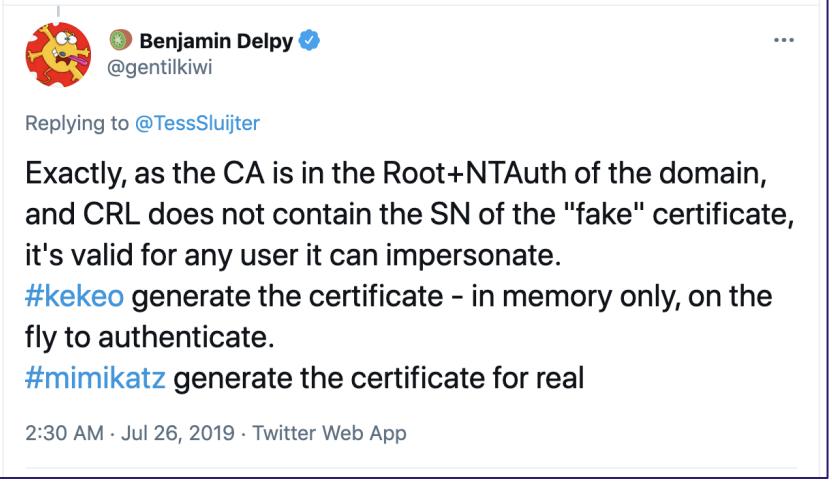 Benjamin Delpy
@gentilkiwi
Replying to @TessSluijter
Exactly, as the CA is in the Root+NTAuth of the domain,
and CRL does not contain the SN of the "fake" certificate,
it's valid for any user it can impersonate.
#kekeo generate the certificate - in memory only, on the
fly to authenticate.
#mimikatz generate the certificate for real
2:30 AM · Jul 26, 2019 · Twitter Web App